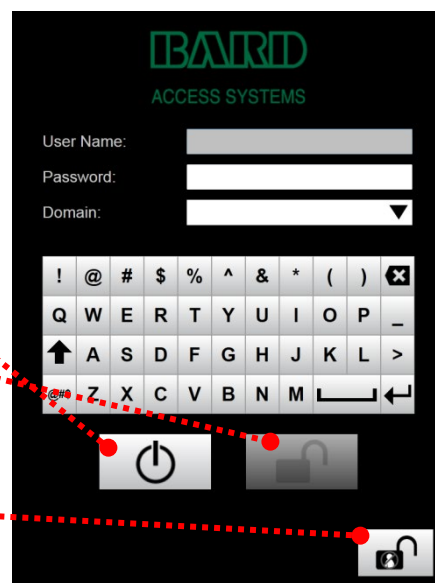 BARD
ACCESS SYSTEMS
User Name:
Password:
Domain:
! @ # $ % ^ & * ( )
Q W E R T Y U I O P _
A S D F G H J K L >
Z X C V B N M